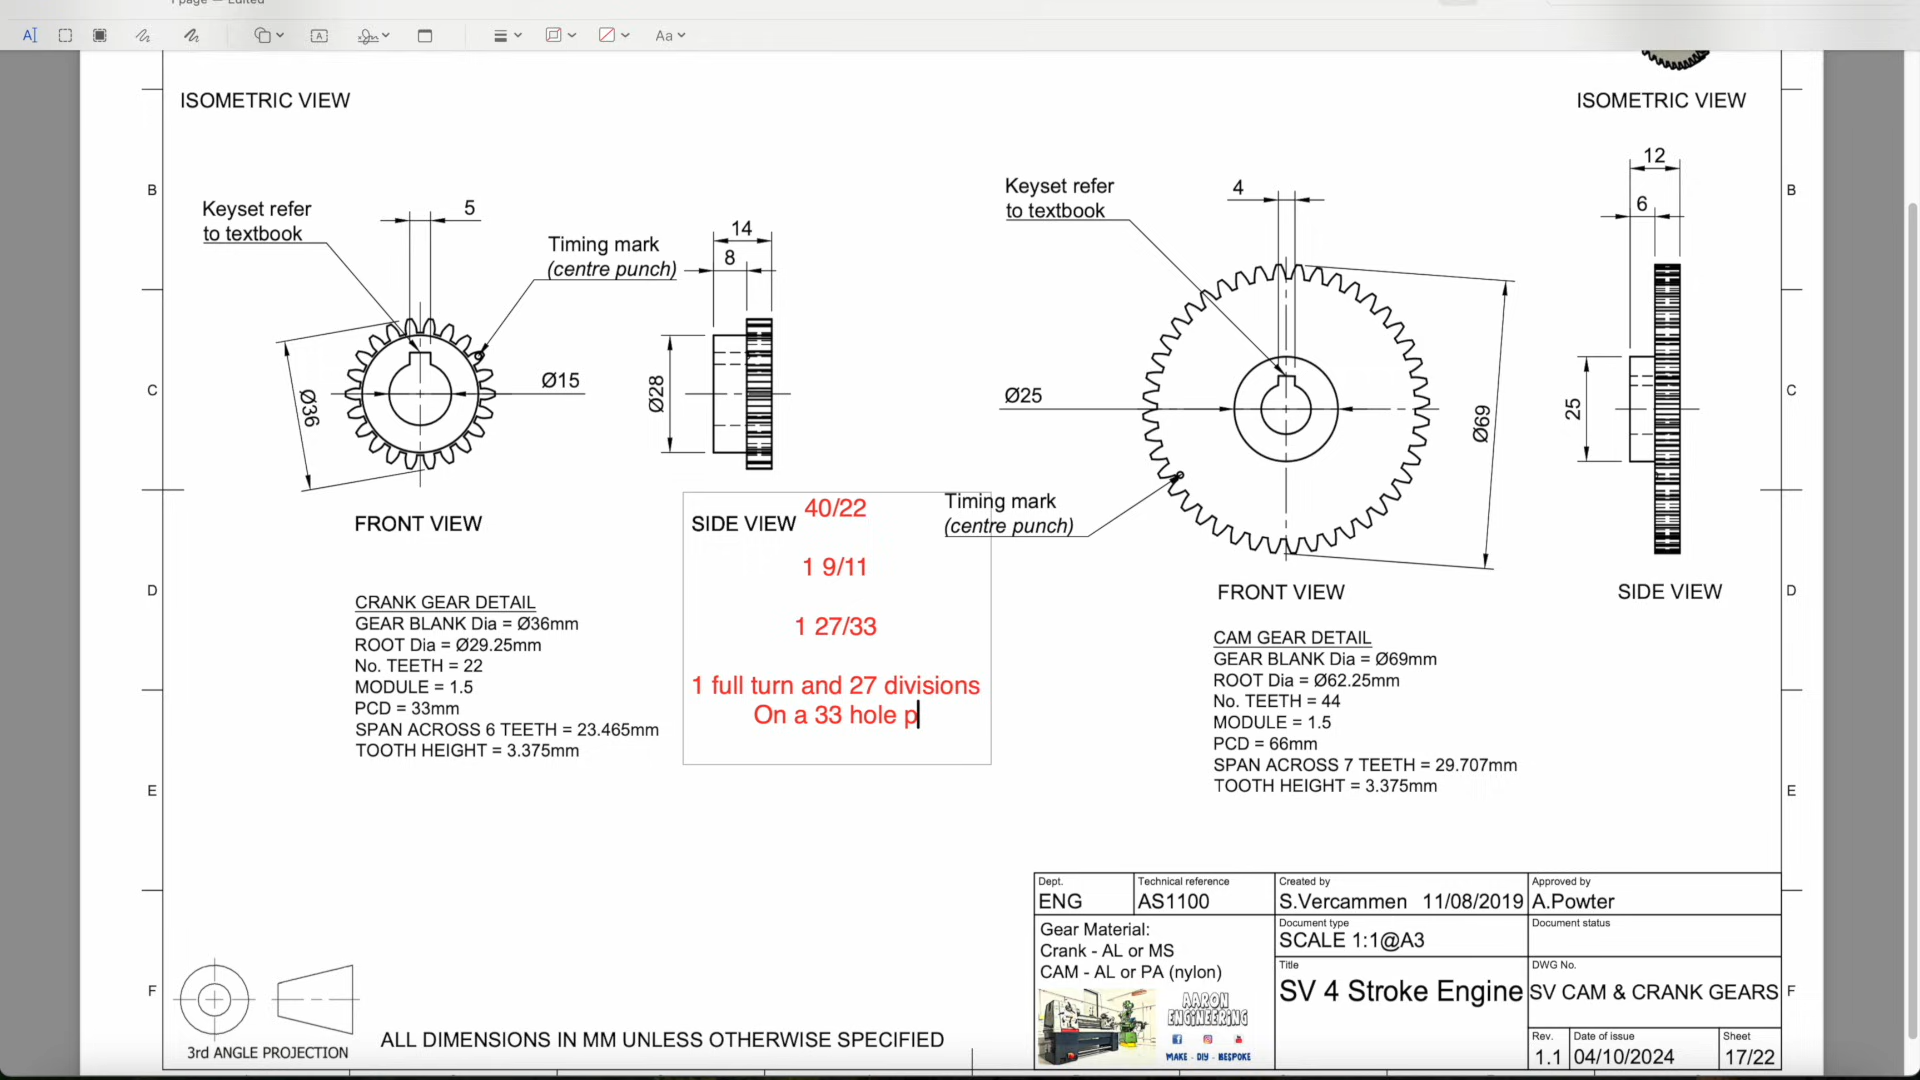 1 page — Edited
A
Aa
ISOMETRIC VIEW
ISOMETRIC VIEW
12
B
B
Keyset refer
to textbook
5
Timing mark
(centre punch)
14
8
Keyset refer
to textbook
4
6
C
Ø36
Ø15
Ø28
Ø25
Ø69
25
C
FRONT VIEW
SIDE VIEW
40/22
Timing mark
(centre punch)
1 9/11
1 27/33
1 full turn and 27 divisions
On a 33 hole p
D
D
FRONT VIEW
SIDE VIEW
CRANK GEAR DETAIL
GEAR BLANK Dia = Ø36mm
ROOT Dia = Ø29.25mm
No. TEETH = 22
MODULE = 1.5
PCD = 33mm
SPAN ACROSS 6 TEETH = 23.465mm
TOOTH HEIGHT = 3.375mm
CAM GEAR DETAIL
GEAR BLANK Dia = Ø69mm
ROOT Dia = Ø62.25mm
No. TEETH = 44
MODULE = 1.5
PCD = 66mm
SPAN ACROSS 7 TEETH = 29.707mm
TOOTH HEIGHT = 3.375mm
E
E
Dept.
ENG
Technical reference
AS1100
Created by
S.Vercammen 11/08/2019
Approved by
A.Powter
Gear Material:
Crank - AL or MS
CAM - AL or PA (nylon)
Document type
SCALE 1:1@A3
Document status
Title
SV 4 Stroke Engine
DWG No.
SV CAM & CRANK GEARS
F
F
AARON
ENGINEERING
MAKE - DIY - BESPOKE
Rev.
1.1
Date of issue
04/10/2024
Sheet
17/22
3rd ANGLE PROJECTION
ALL DIMENSIONS IN MM UNLESS OTHERWISE SPECIFIED